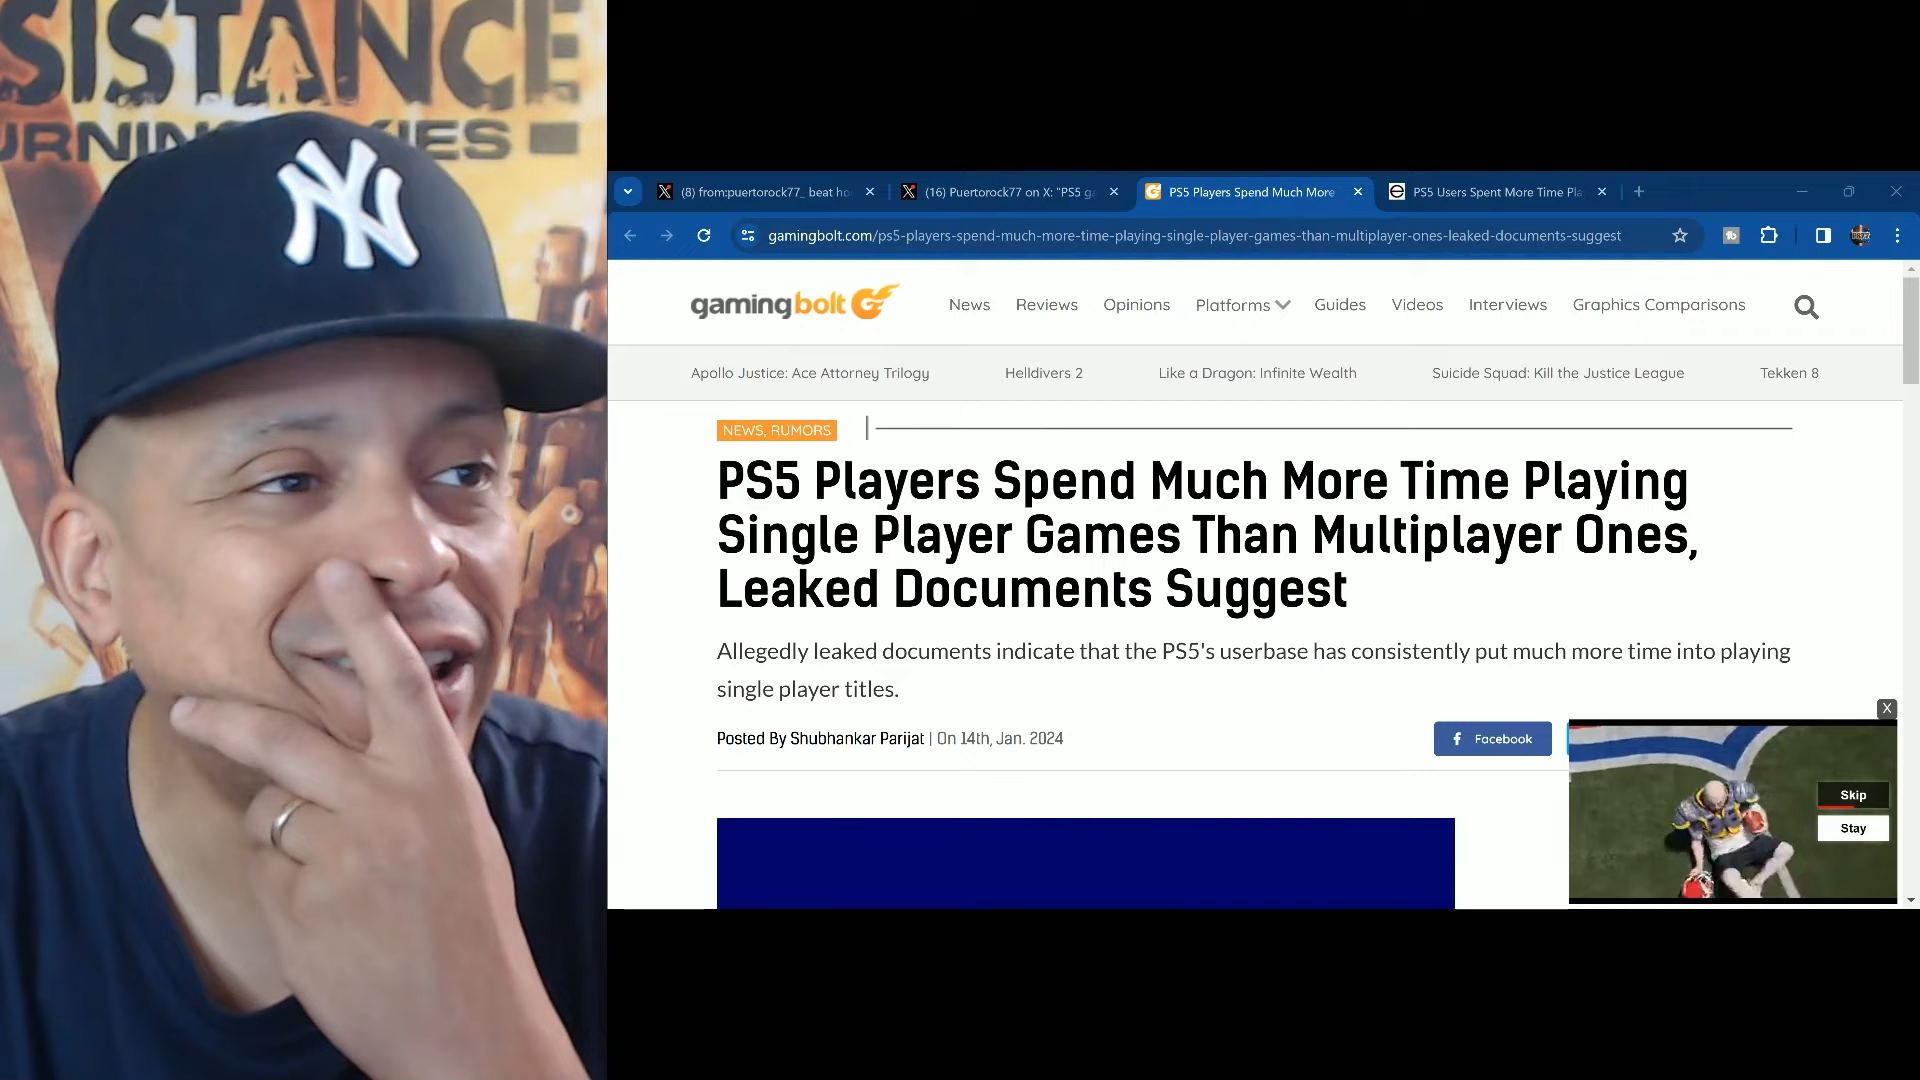 SISTANCE
URNING SKIES
NY
(8) from:puertorock77_ beat ho
(16) Puertorock77 on X: "PS5 ga
PS5 Players Spend Much More
PS5 Users Spent More Time Pla
gamingbolt.com/ps5-players-spend-much-more-time-playing-single-player-games-than-multiplayer-ones-leaked-documents-suggest
gamingbolt
News Reviews Opinions Platforms Guides Videos Interviews Graphics Comparisons
Apollo Justice: Ace Attorney Trilogy Helldivers 2 Like a Dragon: Infinite Wealth Suicide Squad: Kill the Justice League Tekken 8
NEWS, RUMORS
PS5 Players Spend Much More Time Playing
Single Player Games Than Multiplayer Ones,
Leaked Documents Suggest
Allegedly leaked documents indicate that the PS5's userbase has consistently put much more time into playing
single player titles.
Posted By Shubhankar Parijat | On 14th, Jan. 2024
Facebook
X
Skip
Stay